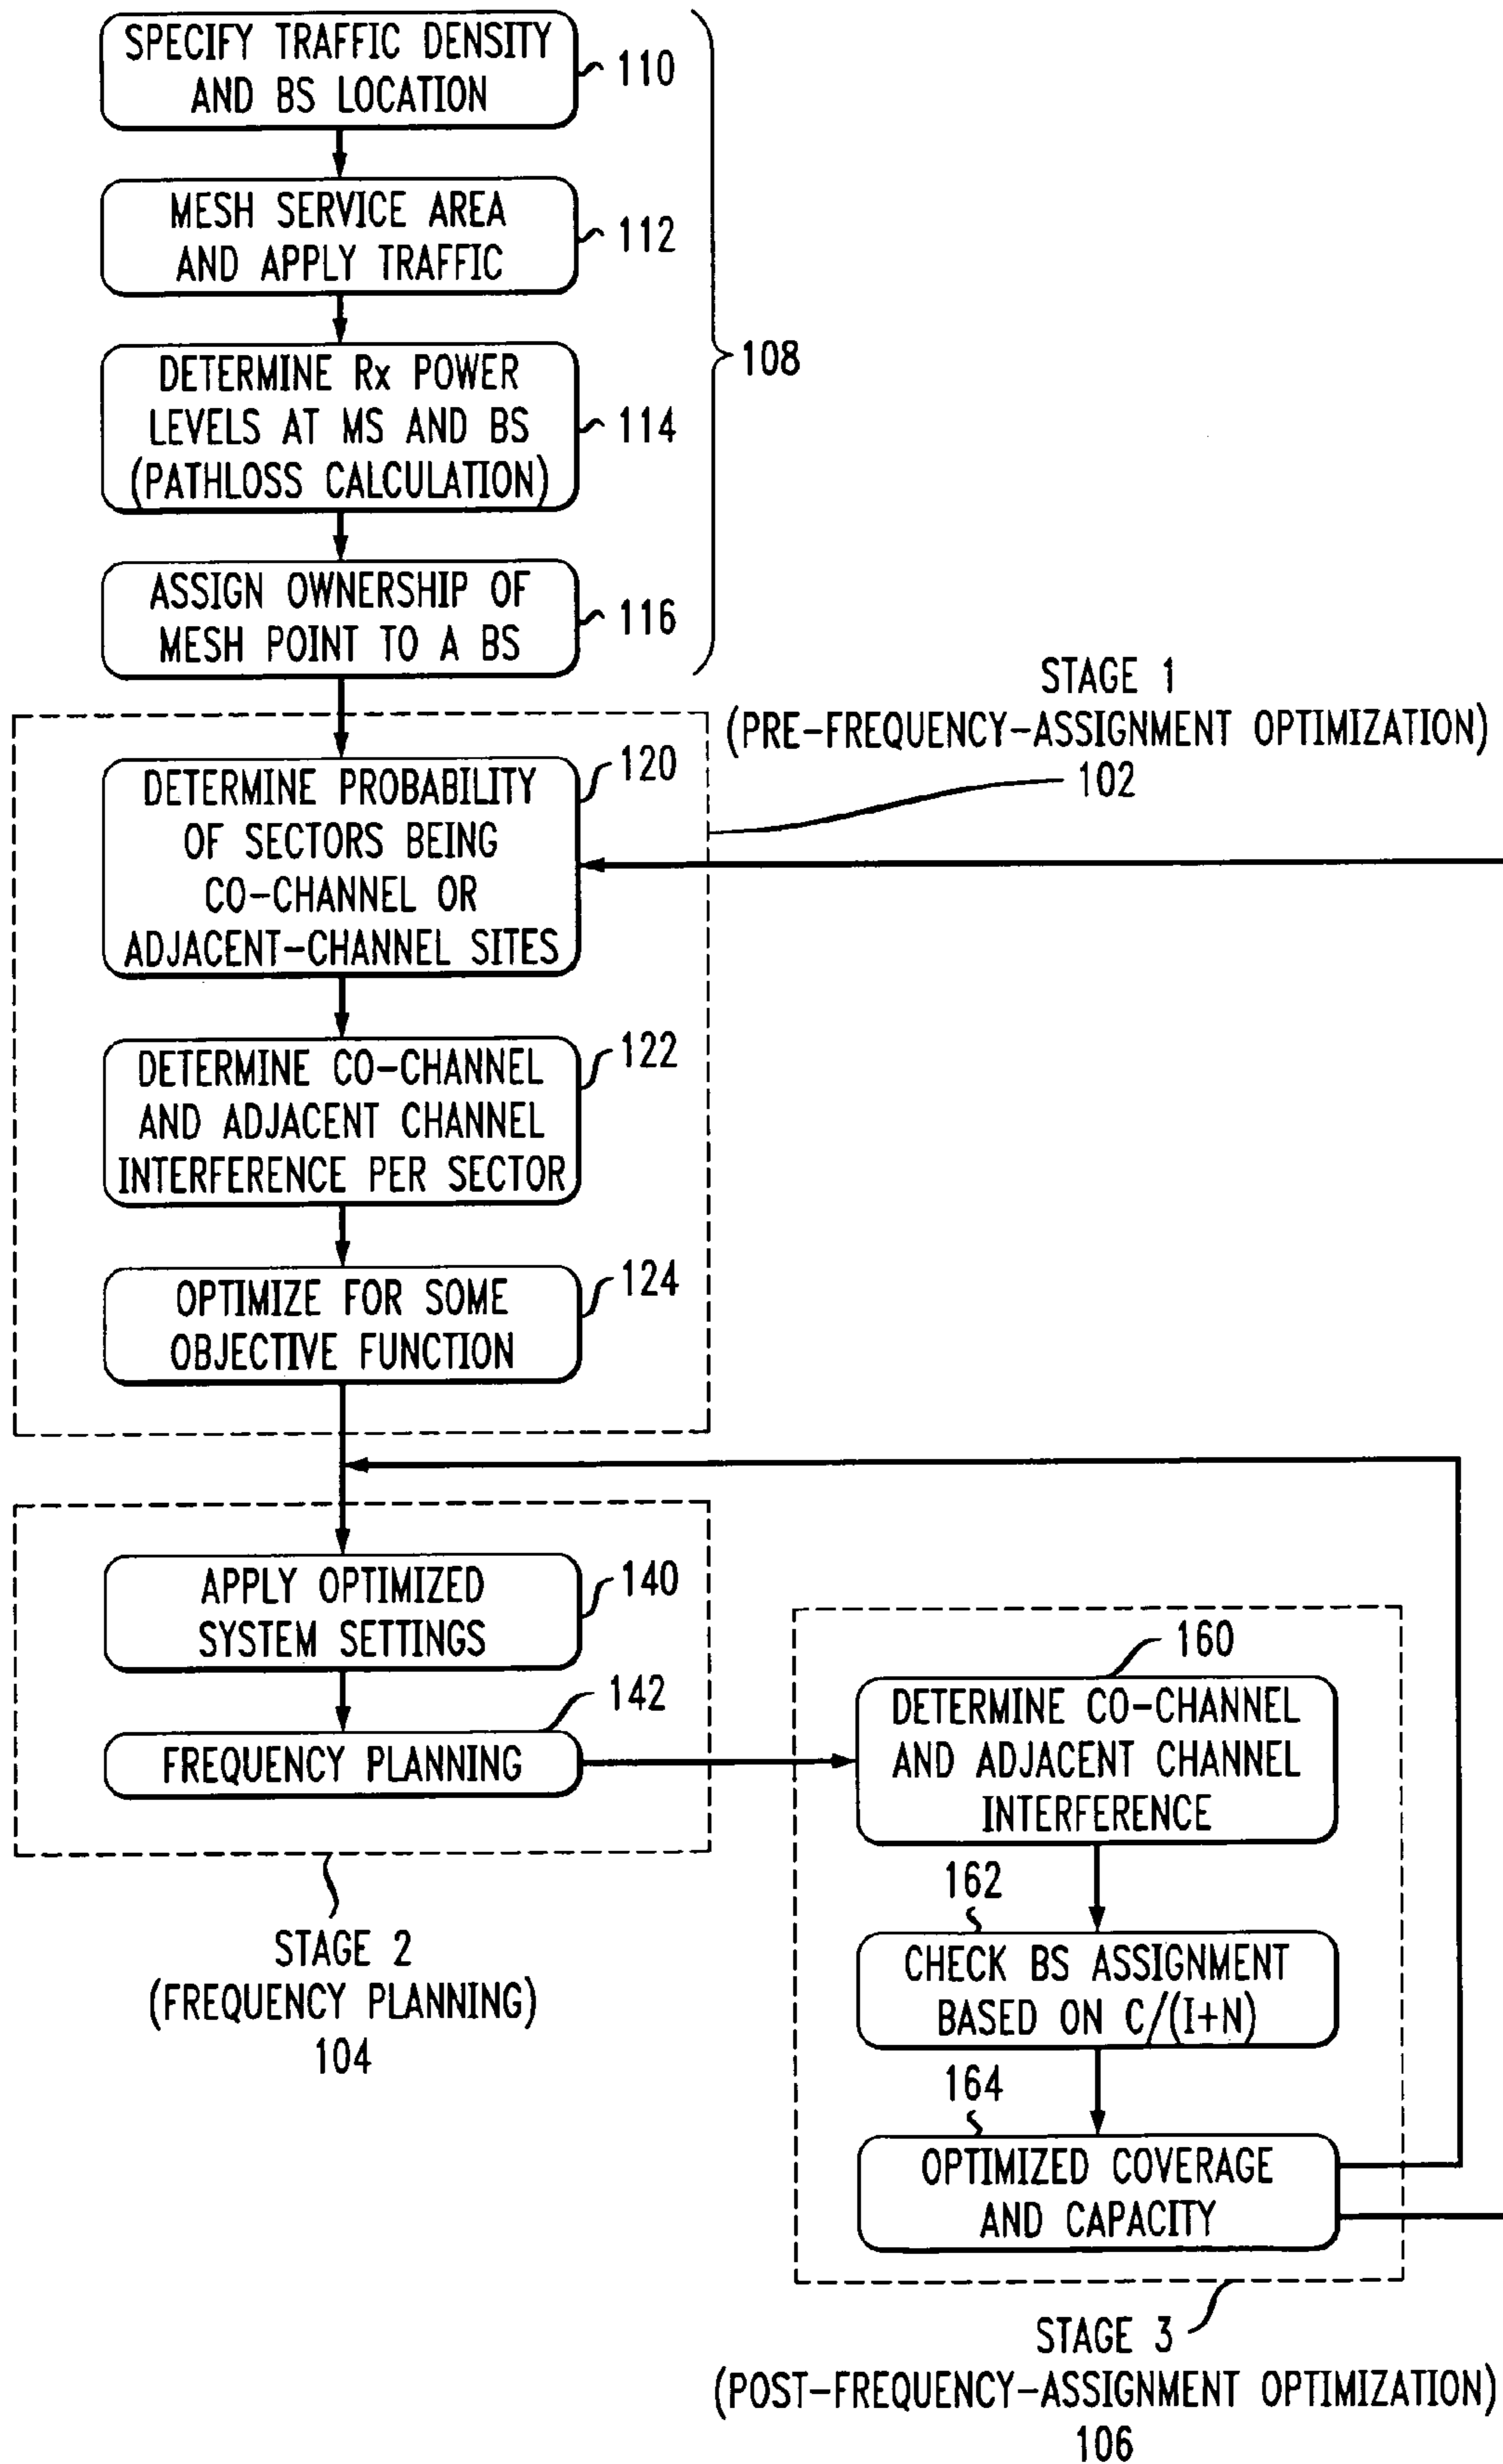 SPECIFY TRAFFIC DENSITY
AND BS LOCATION
110
MESH SERVICE AREA
AND APPLY TRAFFIC
112
DETERMINE Rx POWER
LEVELS AT MS AND BS
(PATHLOSS CALCULATION)
114
108
ASSIGN OWNERSHIP OF
MESH POINT TO A BS
116
STAGE 1
(PRE-FREQUENCY-ASSIGNMENT OPTIMIZATION)
102
DETERMINE PROBABILITY
OF SECTORS BEING
CO-CHANNEL OR
ADJACENT-CHANNEL SITES
120
DETERMINE CO-CHANNEL
AND ADJACENT CHANNEL
INTERFERENCE PER SECTOR
122
OPTIMIZE FOR SOME
OBJECTIVE FUNCTION
124
APPLY OPTIMIZED
SYSTEM SETTINGS
140
FREQUENCY PLANNING
142
STAGE 2
(FREQUENCY PLANNING)
104
160
DETERMINE CO-CHANNEL
AND ADJACENT CHANNEL
INTERFERENCE
162
CHECK BS ASSIGNMENT
BASED ON C/(I+N)
164
OPTIMIZED COVERAGE
AND CAPACITY
STAGE 3
(POST-FREQUENCY-ASSIGNMENT OPTIMIZATION)
106